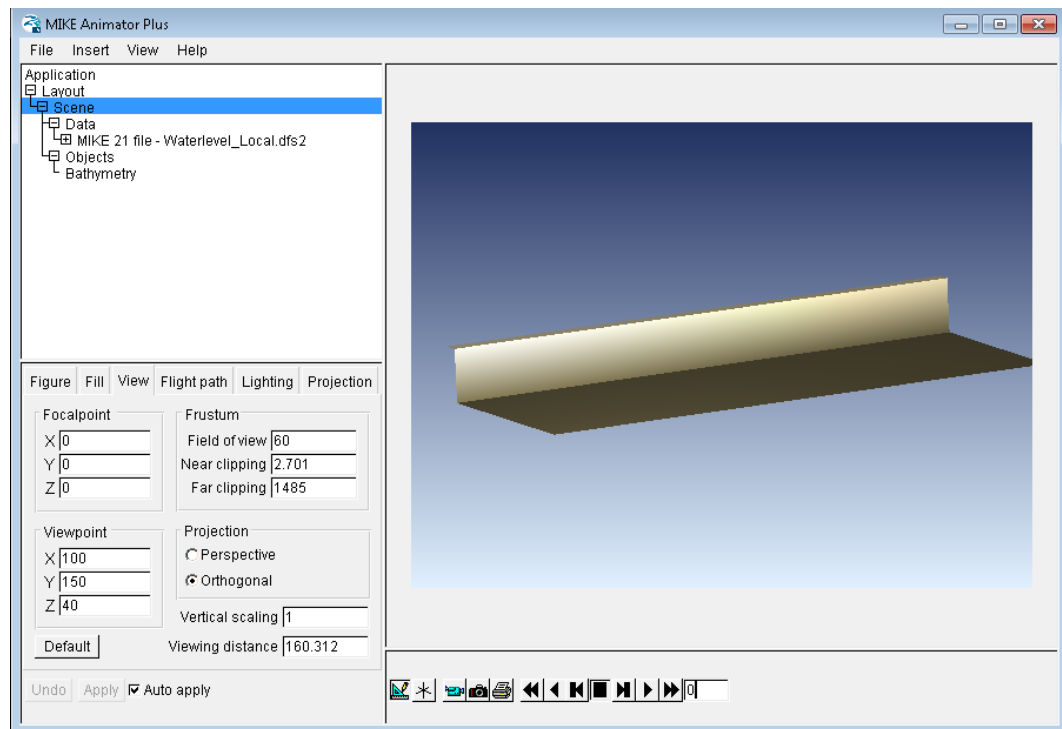 MIKE Animator Plus
File Insert View Help
Application
Layout
Scene
Data
MIKE 21 file - Waterlevel_Local.dfs2
Objects
Bathymetry
Figure Fill View Flight path Lighting Projection
Focalpoint
X 0
Y 0
Z 0
Frustum
Field of view 60
Near clipping 2.701
Far clipping 1485
Viewpoint
X 100
Y 150
Z 40
Projection
Perspective
Orthogonal
Vertical scaling 1
Default
Viewing distance 160.312
Undo Apply Auto apply
0